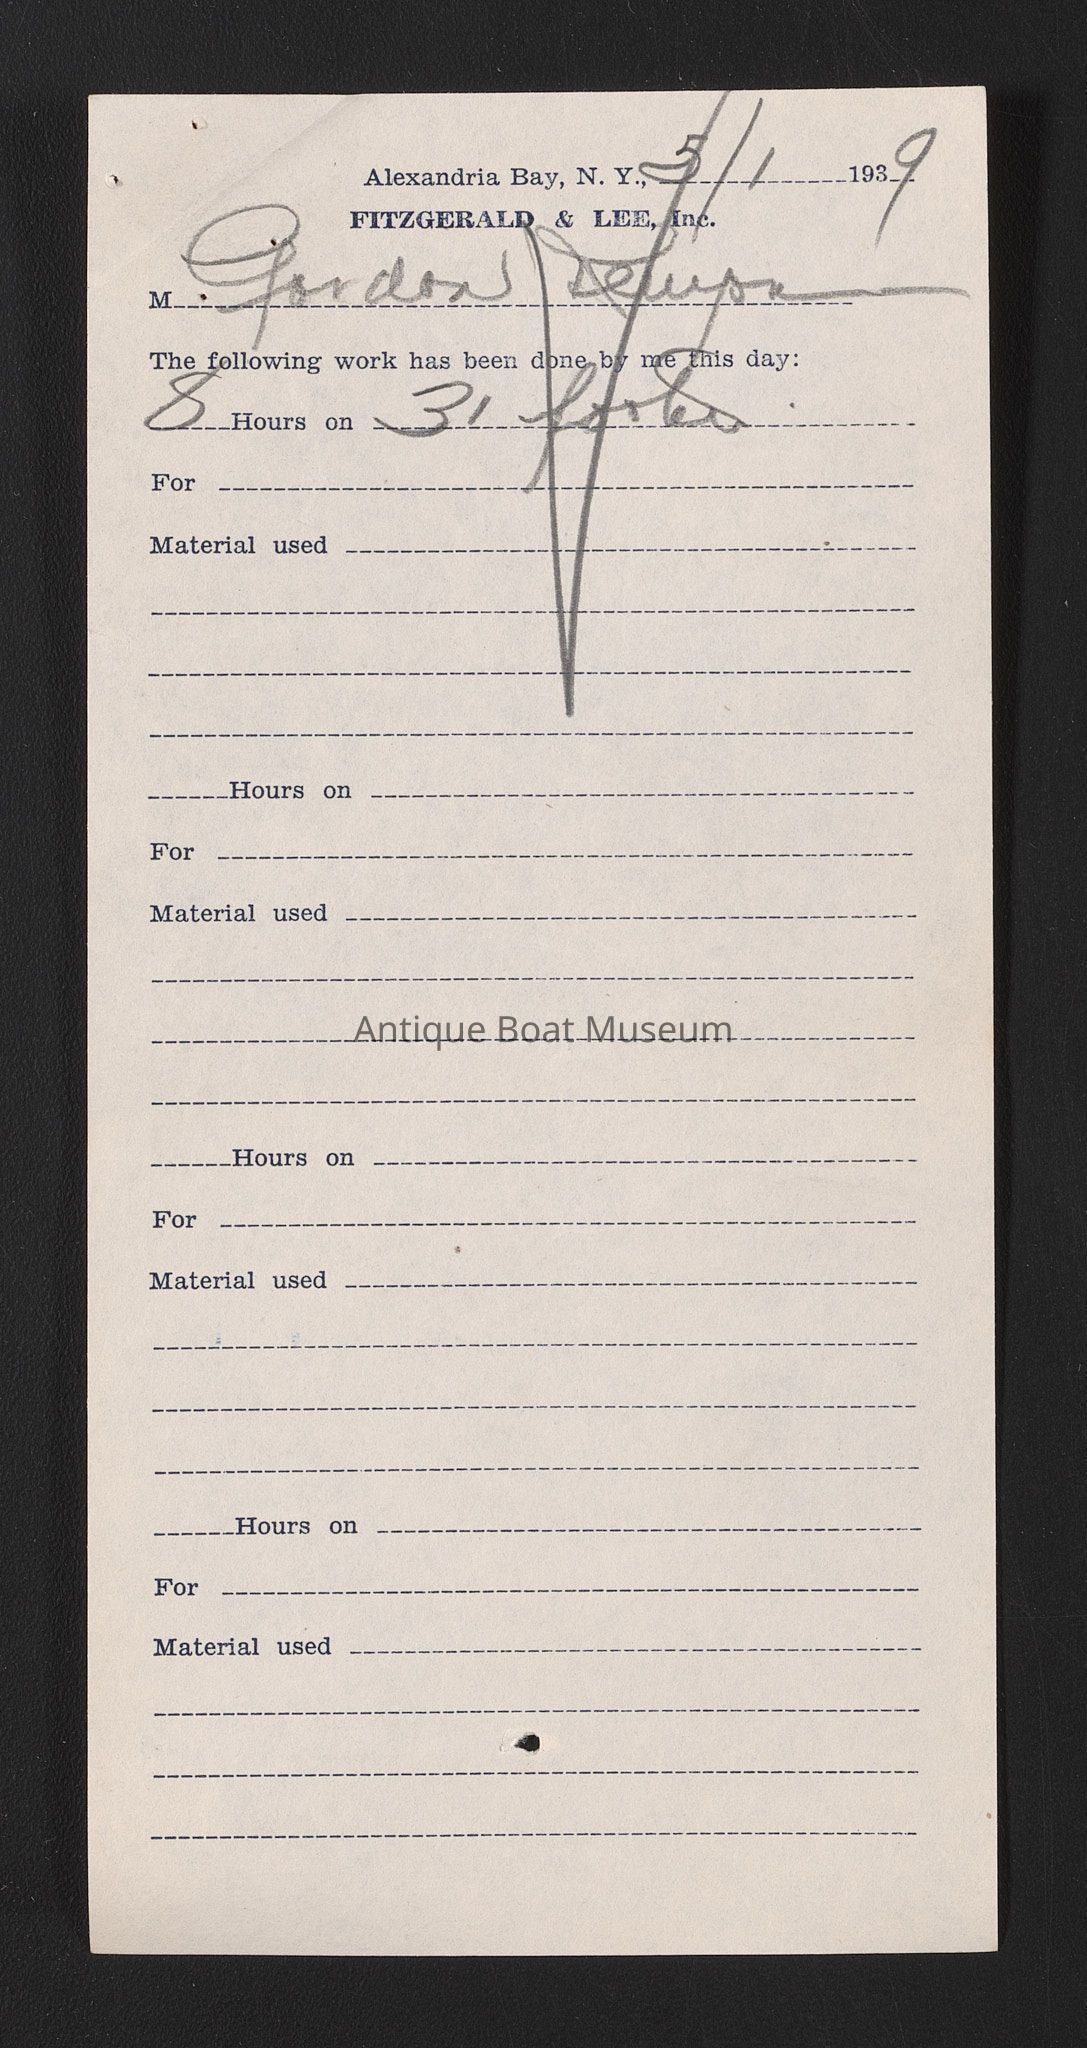 Alexandria Bay, N. Y., 5/1 1939
FITZGERALD & LEE, Inc.
M Gordon
The following work has been done by me this day:
8 Hours on 31 footer
For
Material used
Hours on
For
Material used
Antique Boat Museum
Hours on
For
Material used
Hours on
For
Material used